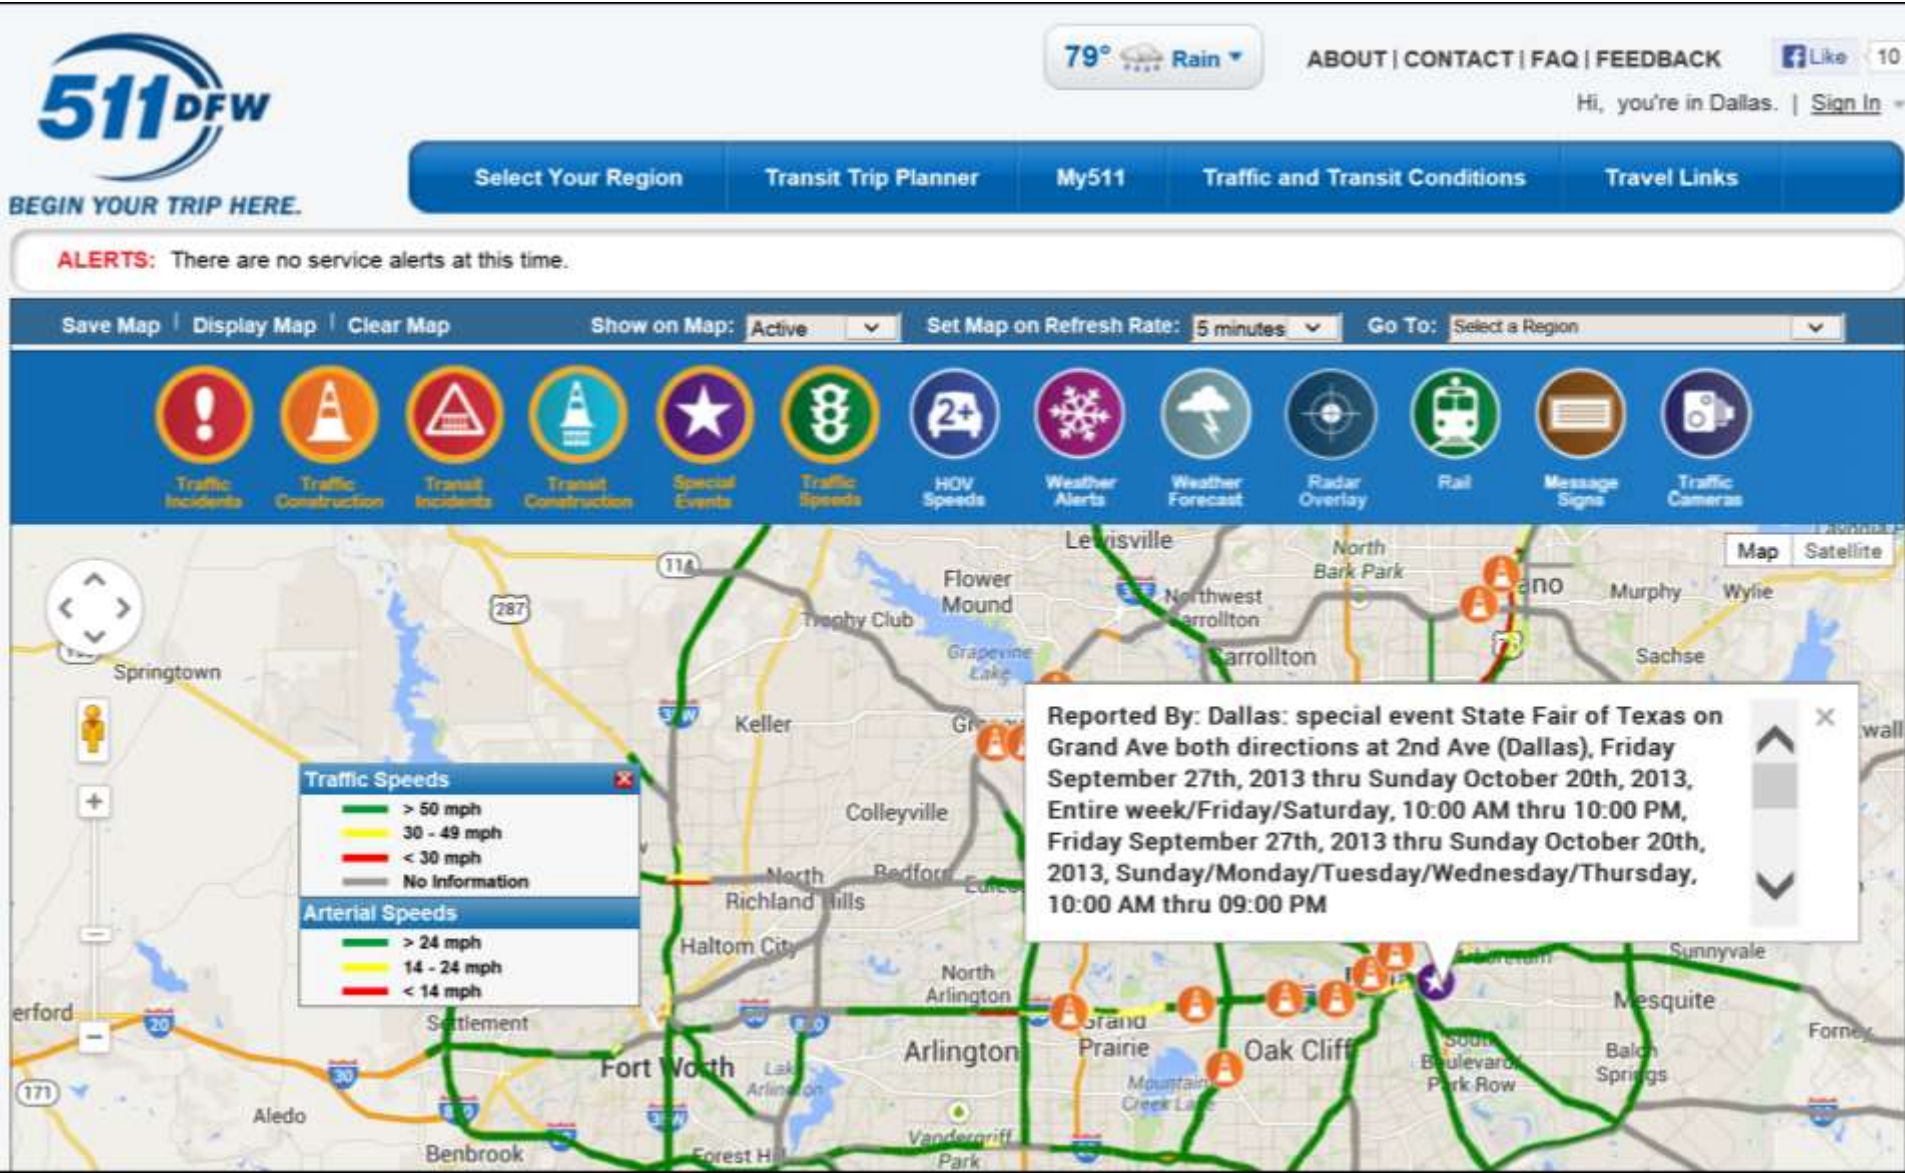 511 DFW
BEGIN YOUR TRIP HERE.
79° Rain
ABOUT | CONTACT | FAQ | FEEDBACK
Like 10
Hi, you're in Dallas. | Sign In
Select Your Region Transit Trip Planner My511 Traffic and Transit Conditions Travel Links
ALERTS: There are no service alerts at this time.
Save Map | Display Map | Clear Map Show on Map: Active Set Map on Refresh Rate: 5 minutes Go To: Select a Region
2+
Traffic Incidents
Traffic Construction
Transit Incidents
Transit Construction
Special Events
Traffic Speeds
HOV Speeds
Weather Alerts
Weather Forecast
Radar Overlay
Rail
Message Signs
Traffic Cameras
Map Satellite
Lewisville
North
Bark Park
114
Flower
Mound
287
Northwest
Murphy
Wylie
Trophy Club
Springtown
Grapevine
Lake
Carrollton
Sachse
Keller
Reported By: Dallas: special event State Fair of Texas on
Grand Ave both directions at 2nd Ave (Dallas), Friday
September 27th, 2013 thru Sunday October 20th, 2013,
Entire week/Friday/Saturday, 10:00 AM thru 10:00 PM,
Friday September 27th, 2013 thru Sunday October 20th,
2013, Sunday/Monday/Tuesday/Wednesday/Thursday,
10:00 AM thru 09:00 PM
Traffic Speeds
> 50 mph
30 - 49 mph
< 30 mph
No Information
Arterial Speeds
> 24 mph
14 - 24 mph
< 14 mph
Colleyville
North
Richland Hills
Haltom City
North
Arlington
Sunnyvale
Mesquite
20
Grand
Prairie
Forney
Fort Worth
Arlington
Oak Cliff
South
Boulevard/
Park Row
Balch
Springs
30
Lake
Arlington
Mountain
Creek Lake
171
Aledo
Benbrook
Forest Hill
Vandergriff
Park